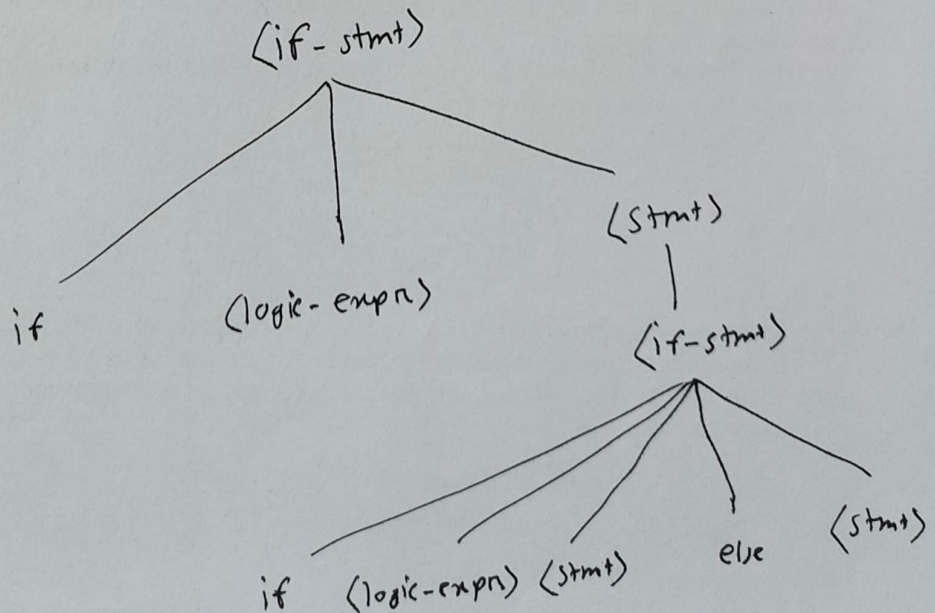 <if-stmt>
<stmt>
if <logic-expr>
<if-stmt>
if <logic-expr> <stmt> else <stmt>